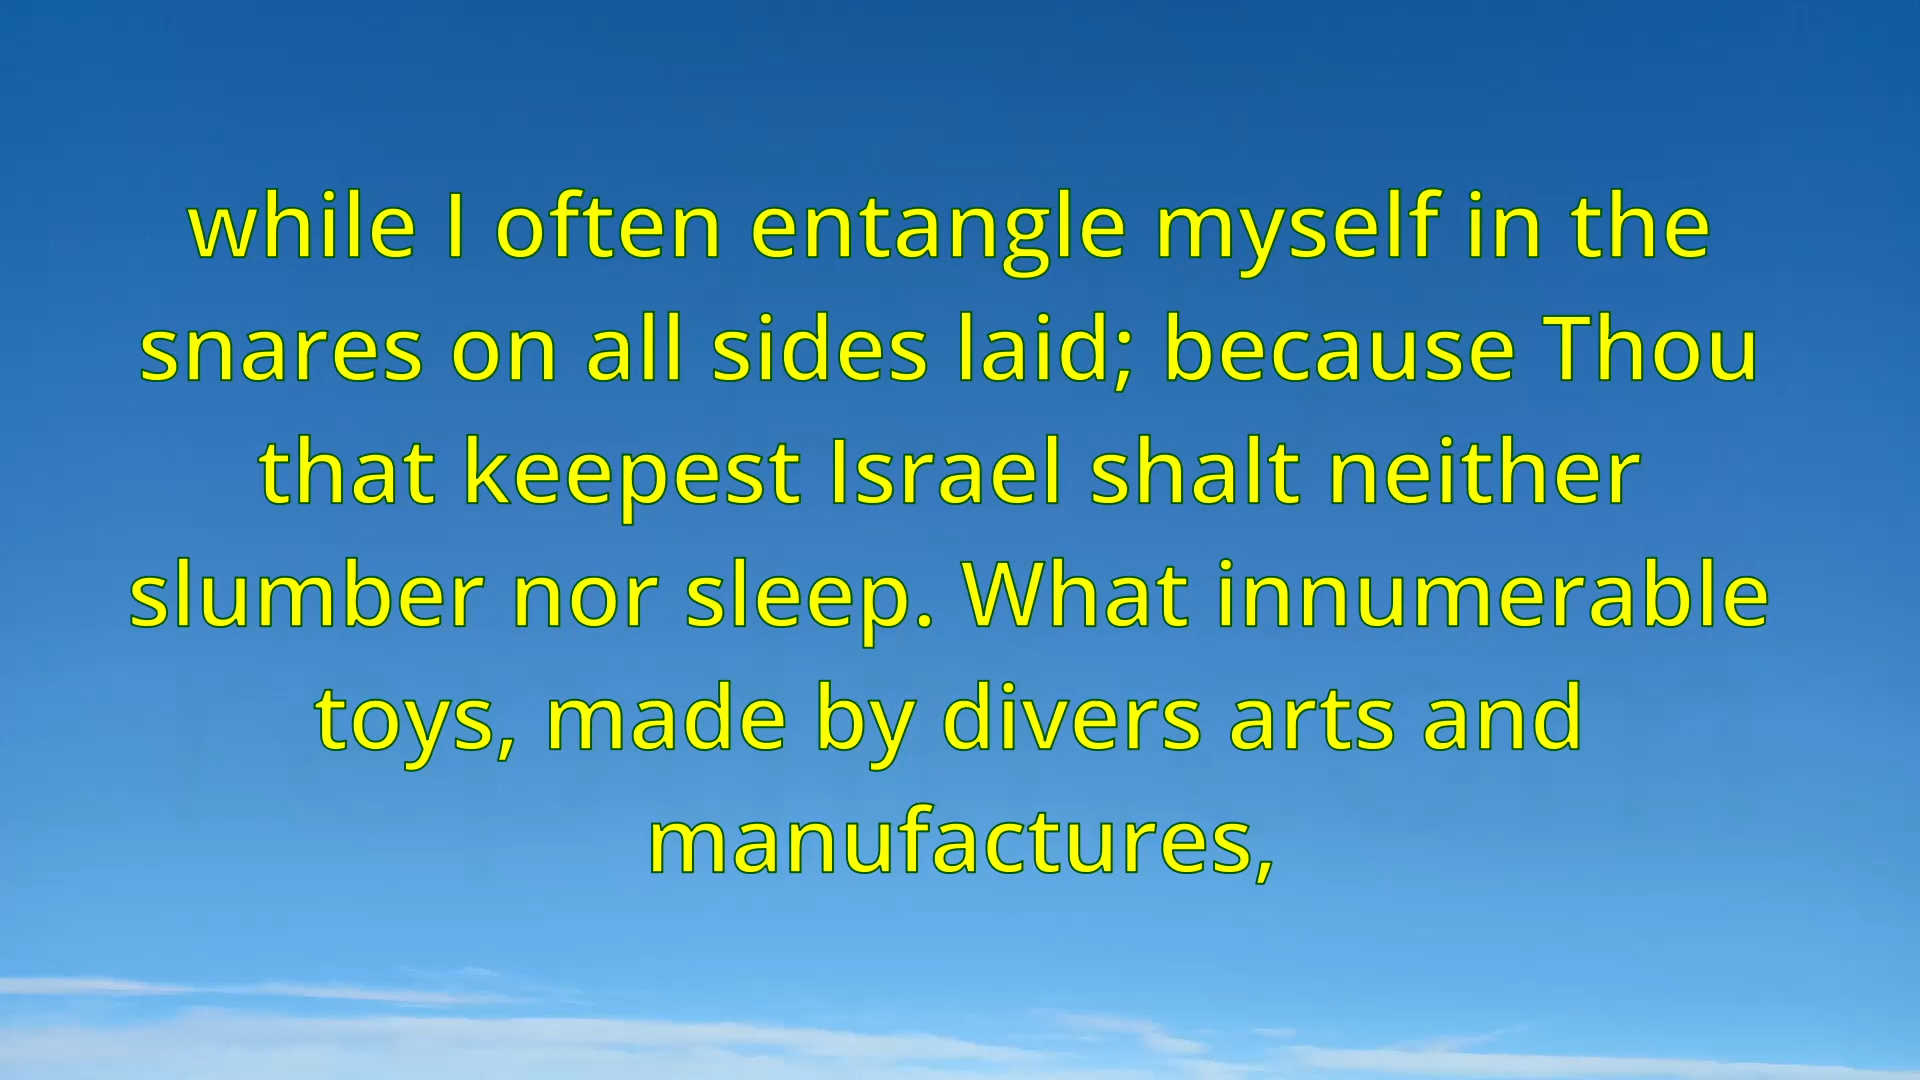 while I often entangle myself in the
snares on all sides laid; because Thou
that keepest Israel shalt neither
slumber nor sleep. What innumerable
toys, made by divers arts and
manufactures,